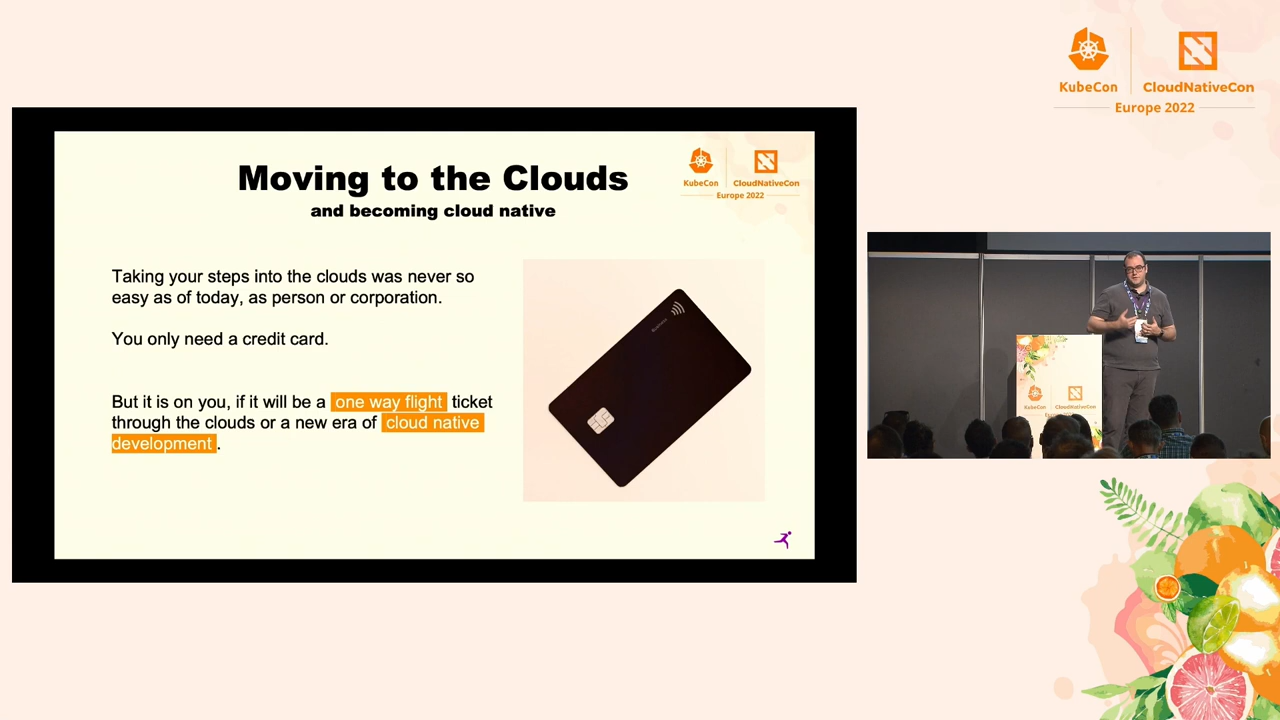 KubeCon
CloudNativeCon
Europe 2022
Moving to the Clouds
and becoming cloud native
KubeCon
CloudNativeCon
Europe 2022
Taking your steps into the clouds was never so
easy as of today, as person or corporation.
You only need a credit card.
But it is on you, if it will be a one way flight ticket
through the clouds or a new era of cloud native
development .
Business
KubeCon
CloudNativeCon